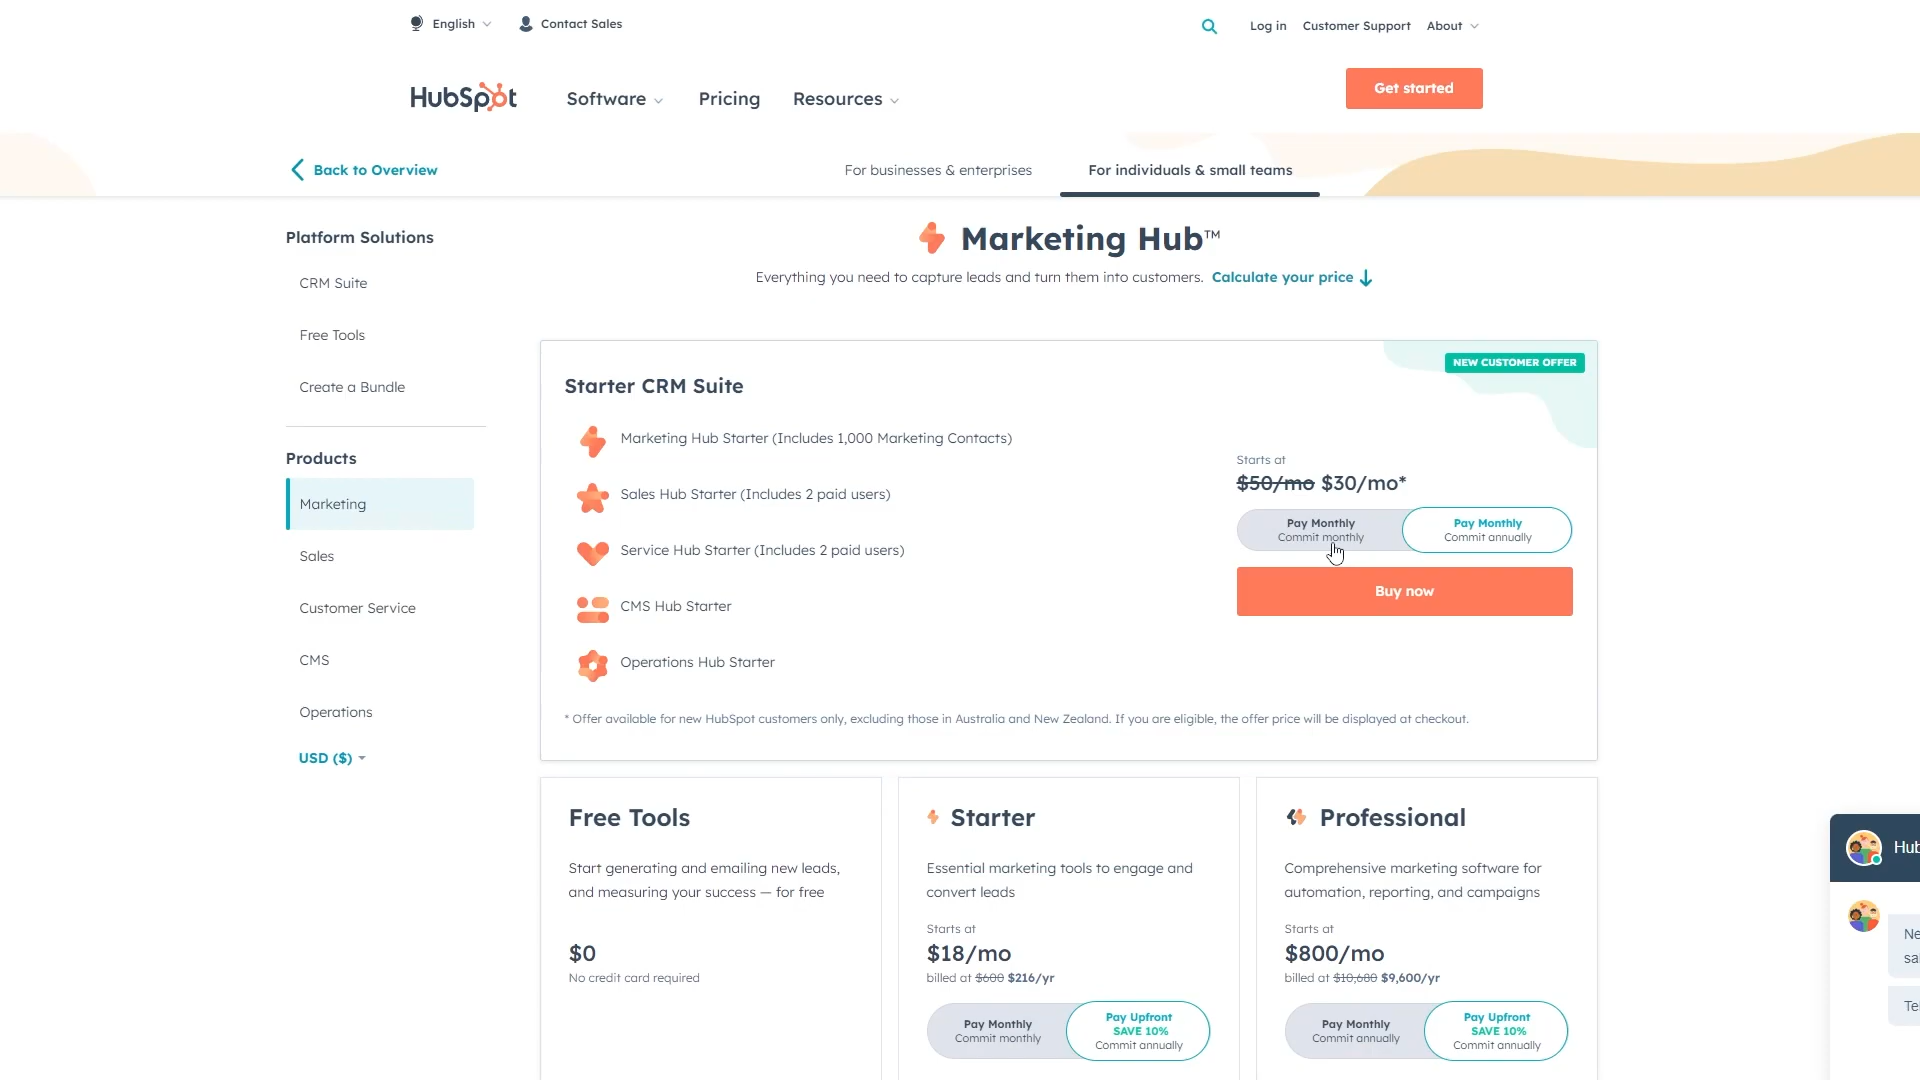 English
Contact Sales
Log in
Customer Support
About
HubSpot
Software
Pricing
Resources
Get started
Back to Overview
For businesses & enterprises
For individuals & small teams
Platform Solutions
CRM Suite
Free Tools
Create a Bundle
Products
Marketing
Sales
Customer Service
CMS
Operations
USD ($)
Marketing Hub™
Everything you need to capture leads and turn them into customers. Calculate your price
NEW CUSTOMER OFFER
Starter CRM Suite
Marketing Hub Starter (Includes 1,000 Marketing Contacts)
Sales Hub Starter (Includes 2 paid users)
Service Hub Starter (Includes 2 paid users)
CMS Hub Starter
Operations Hub Starter
Starts at
$50/mo $30/mo*
Pay Monthly
Commit monthly
Pay Monthly
Commit annually
Buy now
* Offer available for new HubSpot customers only, excluding those in Australia and New Zealand. If you are eligible, the offer price will be displayed at checkout.
Free Tools
Start generating and emailing new leads,
and measuring your success — for free
$0
No credit card required
Starter
Essential marketing tools to engage and
convert leads
Starts at
$18/mo
billed at $600 $216/yr
Pay Monthly
Commit monthly
Pay Upfront
SAVE 10%
Commit annually
Professional
Comprehensive marketing software for
automation, reporting, and campaigns
Starts at
$800/mo
billed at $10,680 $9,600/yr
Pay Monthly
Commit annually
Pay Upfront
SAVE 10%
Commit annually